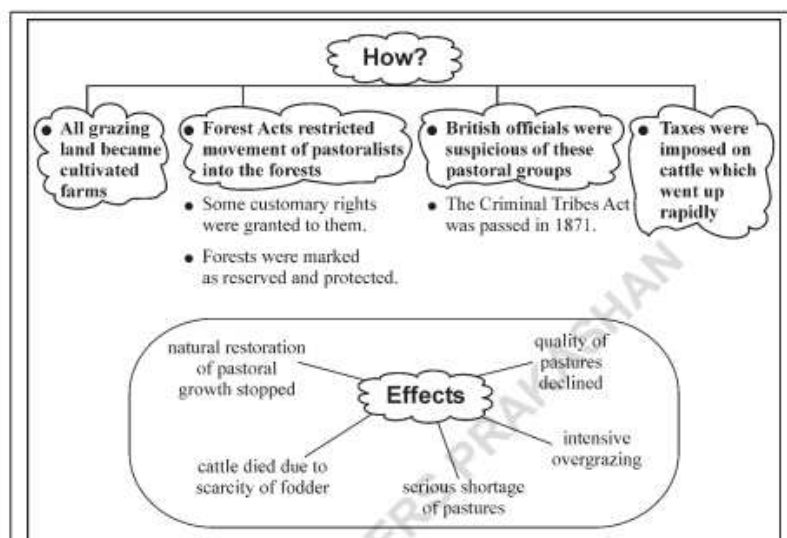 How?
● All grazing
land became
cultivated
farms
● Forest Acts restricted
movement of pastoralists
into the forests
● Some customary rights
were granted to them.
● Forests were marked
as reserved and protected.
● British officials were
suspicious of these
pastoral groups
● The Criminal Tribes Act
was passed in 1871.
● Taxes were
imposed on
cattle which
went up
rapidly
natural restoration
of pastoral
growth stopped
quality of
pastures
declined
Effects
cattle died due to
scarcity of fodder
serious shortage
of pastures
intensive
overgrazing
ERS PRAKASHAN